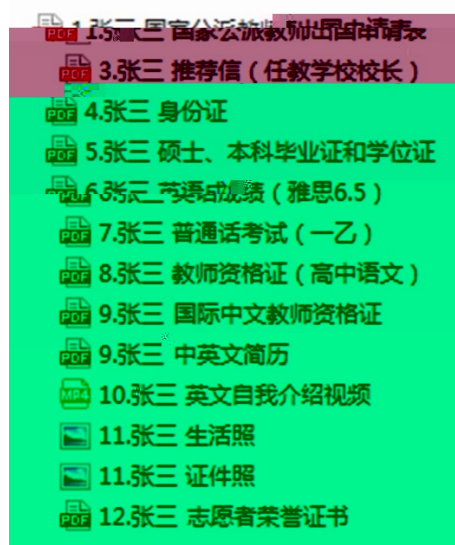 1.张三 国家公派教师出国申请表
3.张三 推荐信（任教学校校长）
4.张三 身份证
5.张三 硕士、本科毕业证和学位证
6.张三 英语成绩（雅思6.5）
7.张三 普通话考试（一乙）
8.张三 教师资格证（高中语文）
9.张三 国际中文教师资格证
9.张三 中英文简历
10.张三 英文自我介绍视频
11.张三 生活照
11.张三 证件照
12.张三 志愿者荣誉证书